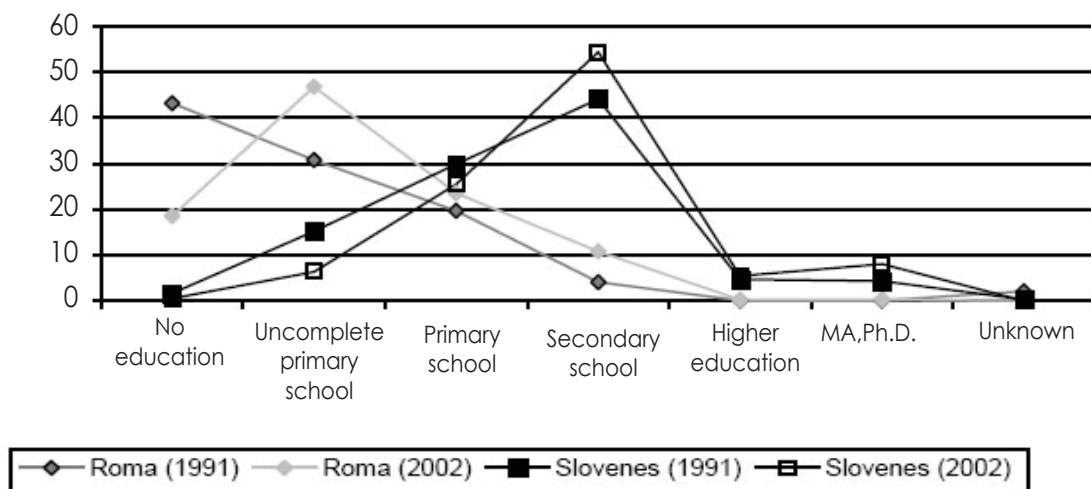 60
50
40
30
20
10
0
No
education
Uncomplete
primary
school
Primary
school
Secondary
school
Higher
education
MA,Ph.D.
Unknown
Roma (1991) Roma (2002) Slovenes (1991) Slovenes (2002)